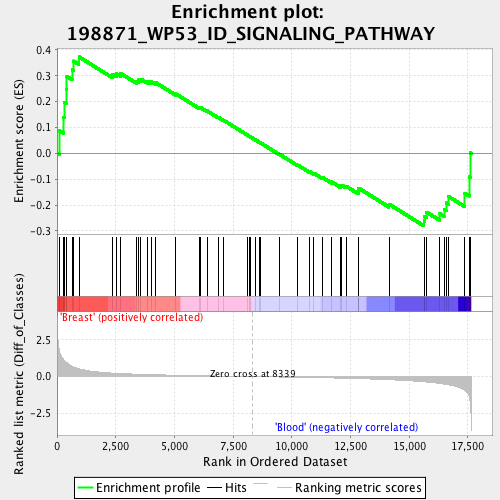 Enrichment plot:
198871_WP53_ID_SIGNALING_PATHWAY
Enrichment score (ES)
0.4
0.3
0.2
0.1
0.0
-0.1
-0.2
-0.3
'Breast' (positively correlated)
Ranked list metric (Diff_of_Classes)
2.5
0.0
-2.5
Zero cross at 8339
'Blood' (negatively correlated)
0 2,500 5,000 7,500 10,000 12,500 15,000 17,500
Rank in Ordered Dataset
Enrichment profile Hits Ranking metric scores